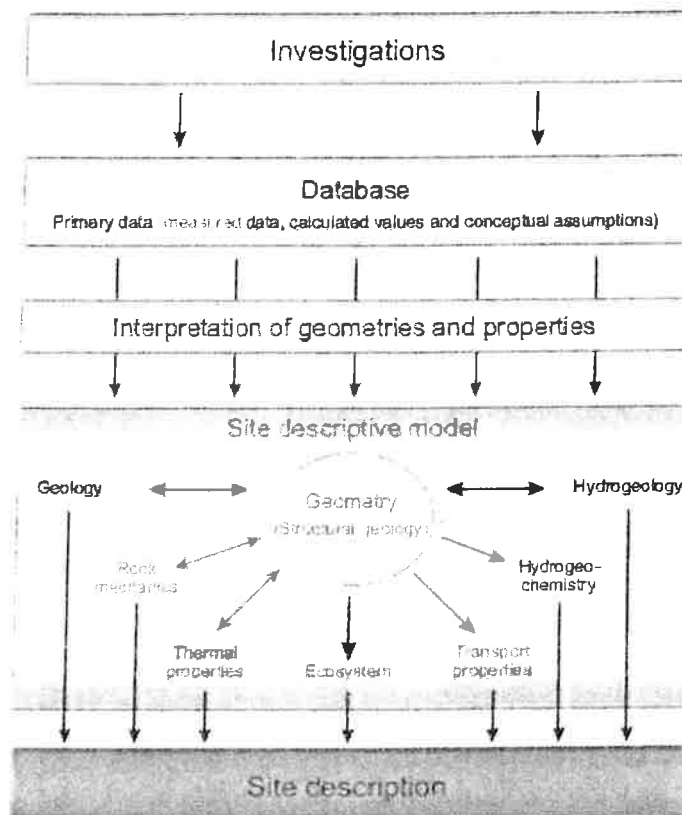 Investigations
Database
Primary data (measured data, calculated values and conceptual assumptions)
Interpretation of geometries and properties
Site descriptive model
Geology
Geometry
(Structural geology)
Hydrogeology
Rock
mechanics
Hydrogeo-
chemistry
Thermal
properties
Ecosystem
Transport
properties
Site description